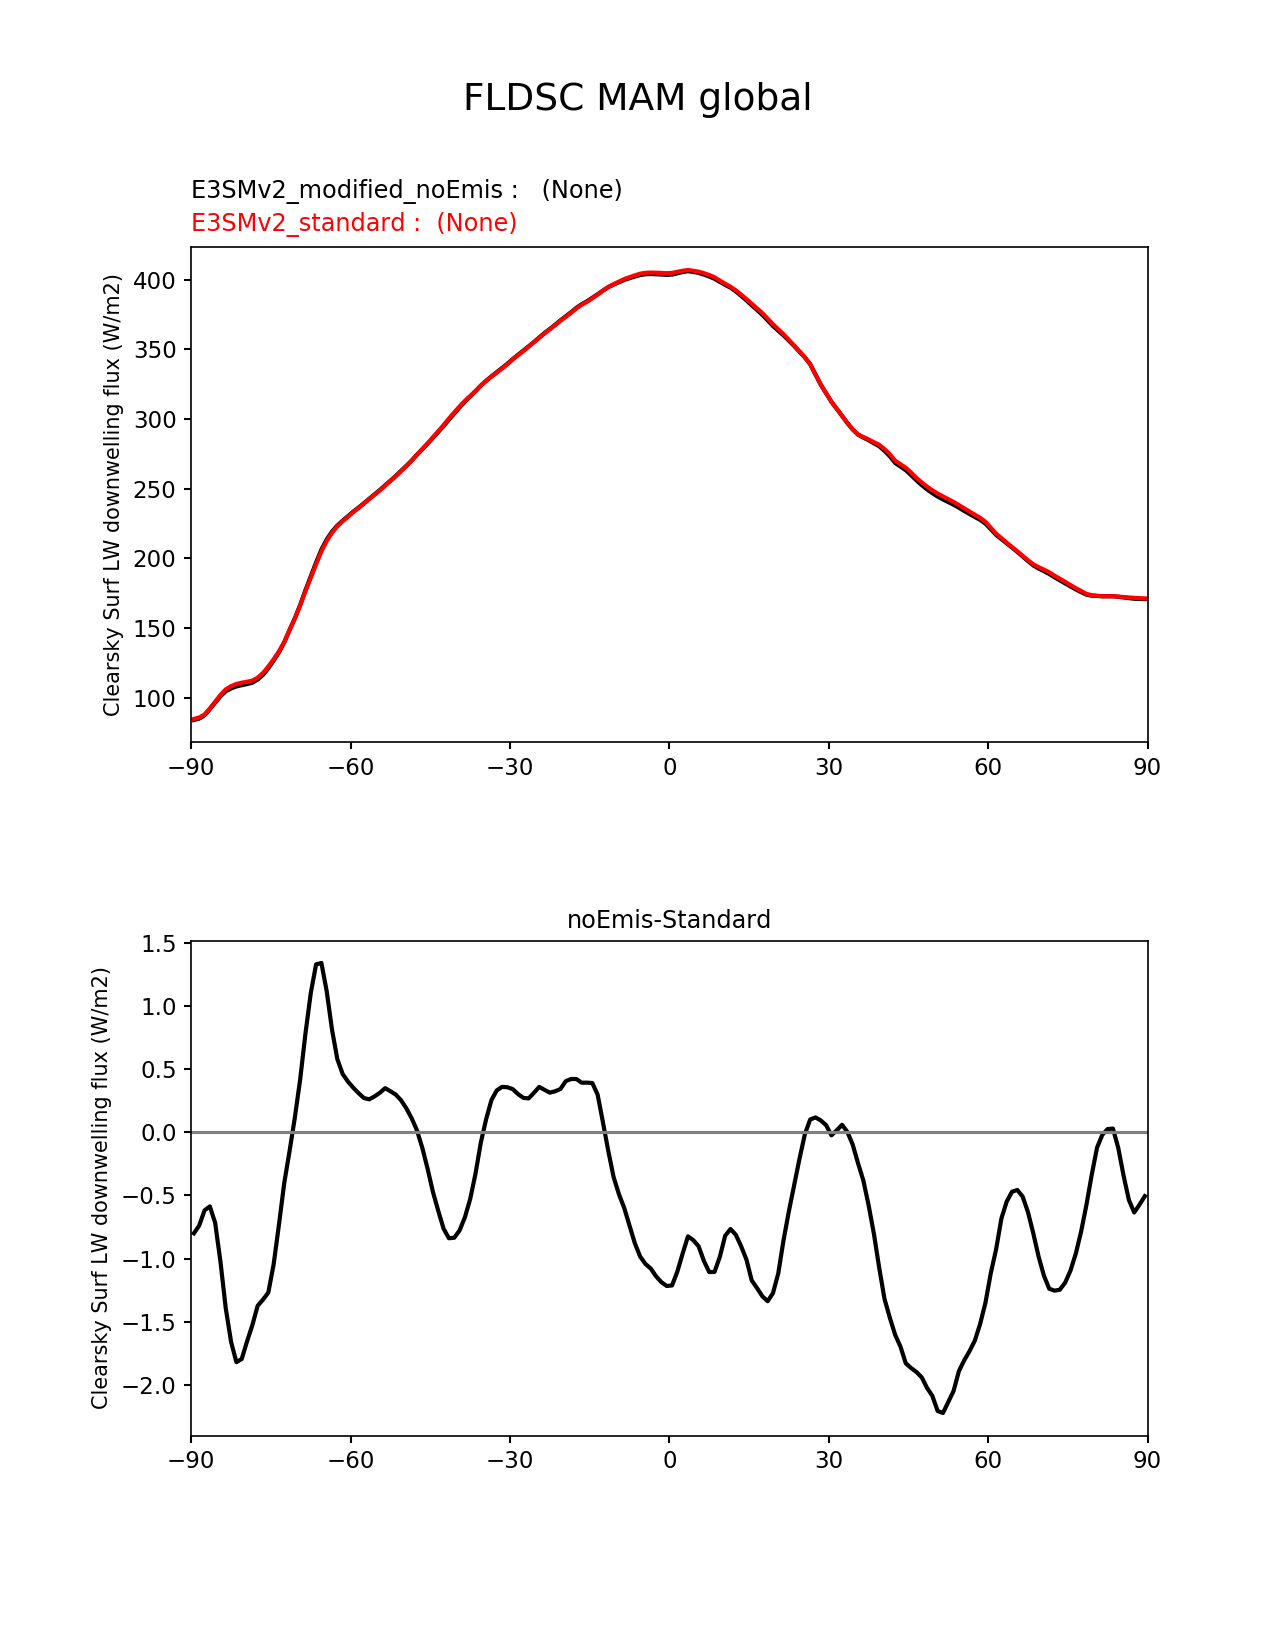 FLDSC MAM global
E3SMv2_modified_noEmis :   (None)
E3SMv2_standard :  (None)
Clearsky Surf LW downwelling flux (W/m2)
400
350
300
250
200
150
100
−90 −60 −30 0 30 60 90
noEmis-Standard
Clearsky Surf LW downwelling flux (W/m2)
1.5
1.0
0.5
0.0
−0.5
−1.0
−1.5
−2.0
−90 −60 −30 0 30 60 90